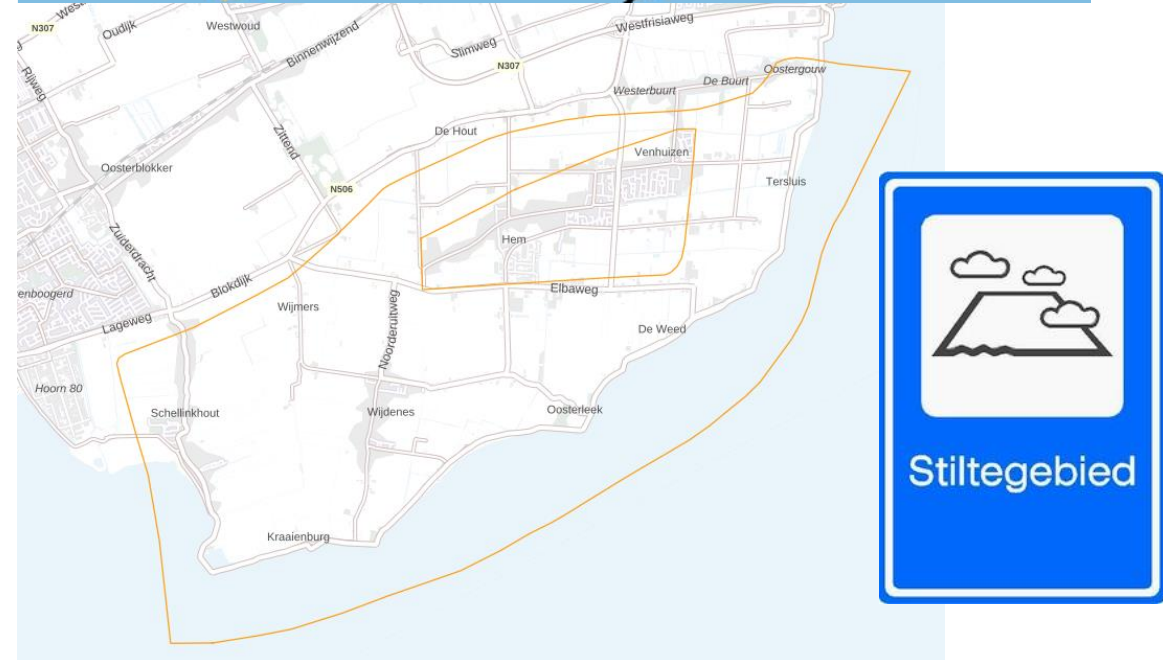 N307
Oudijk
Westwoud
Westfrisiaweg
Binnenwijzend
Slimweg
N307
Rijweg
Oostergouw
De Buurt
Westerbuurt
De Hout
Zittend
Venhuizen
Oosterblokker
N506
Tersluis
Zuiderdracht
Hem
Blokdijk
Elbaweg
Wijmers
Lageweg
Noorderuitweg
De Weed
Hoorn 80
Schellinkhout
Wijdenes
Oosterleek
Kraaienburg
Stiltegebied